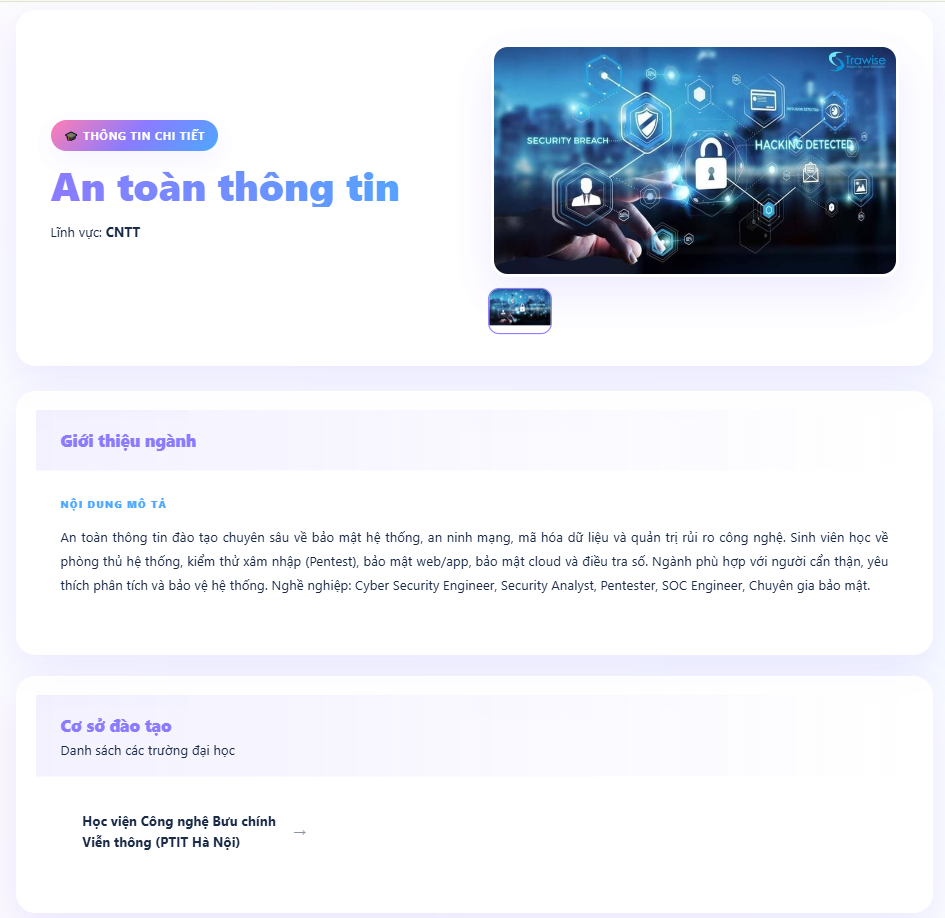 🎓 THÔNG TIN CHI TIẾT
An toàn thông tin
Lĩnh vực: CNTT
Trawise
SECURITY BREACH
HACKING DETECTED
Giới thiệu ngành
NỘI DUNG MÔ TẢ
An toàn thông tin đào tạo chuyên sâu về bảo mật hệ thống, an ninh mạng, mã hóa dữ liệu và quản trị rủi ro công nghệ. Sinh viên học về
phòng thủ hệ thống, kiểm thử xâm nhập (Pentest), bảo mật web/app, bảo mật cloud và điều tra số. Ngành phù hợp với người cẩn thận, yêu
thích phân tích và bảo vệ hệ thống. Nghề nghiệp: Cyber Security Engineer, Security Analyst, Pentester, SOC Engineer, Chuyên gia bảo mật.
Cơ sở đào tạo
Danh sách các trường đại học
Học viện Công nghệ Bưu chính
Viễn thông (PTIT Hà Nội) →